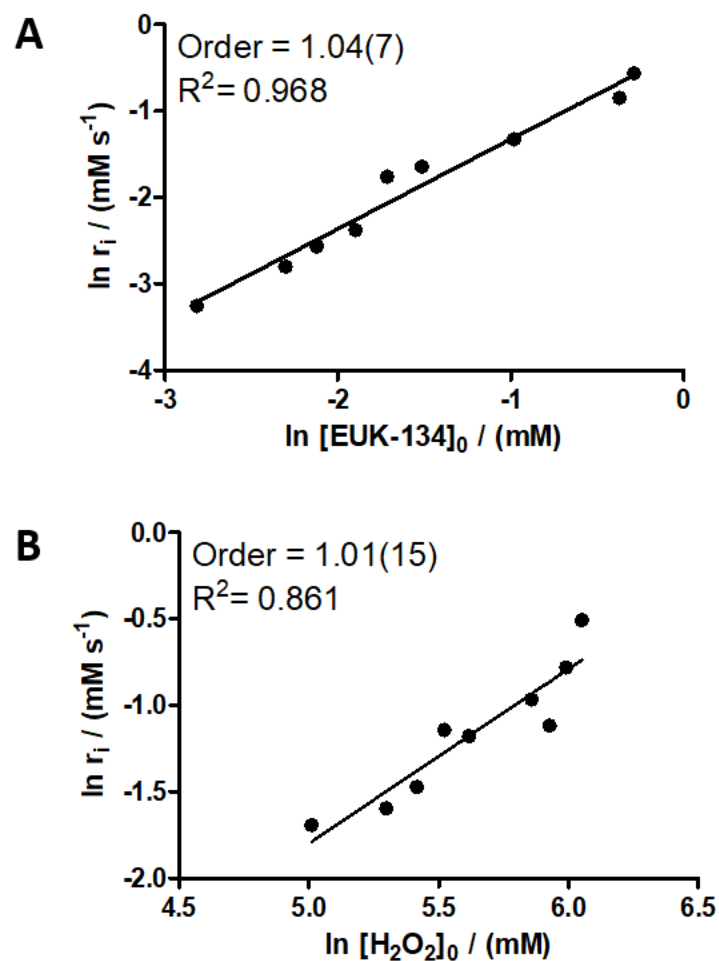 A
Order = 1.04(7)
R²= 0.968
0
-1
-2
-3
-4
ln rᵢ / (mM s⁻¹)
-3 -2 -1 0
ln [EUK-134]₀ / (mM)
B
Order = 1.01(15)
R²= 0.861
0.0
-0.5
-1.0
-1.5
-2.0
ln rᵢ / (mM s⁻¹)
4.5 5.0 5.5 6.0 6.5
ln [H₂O₂]₀ / (mM)